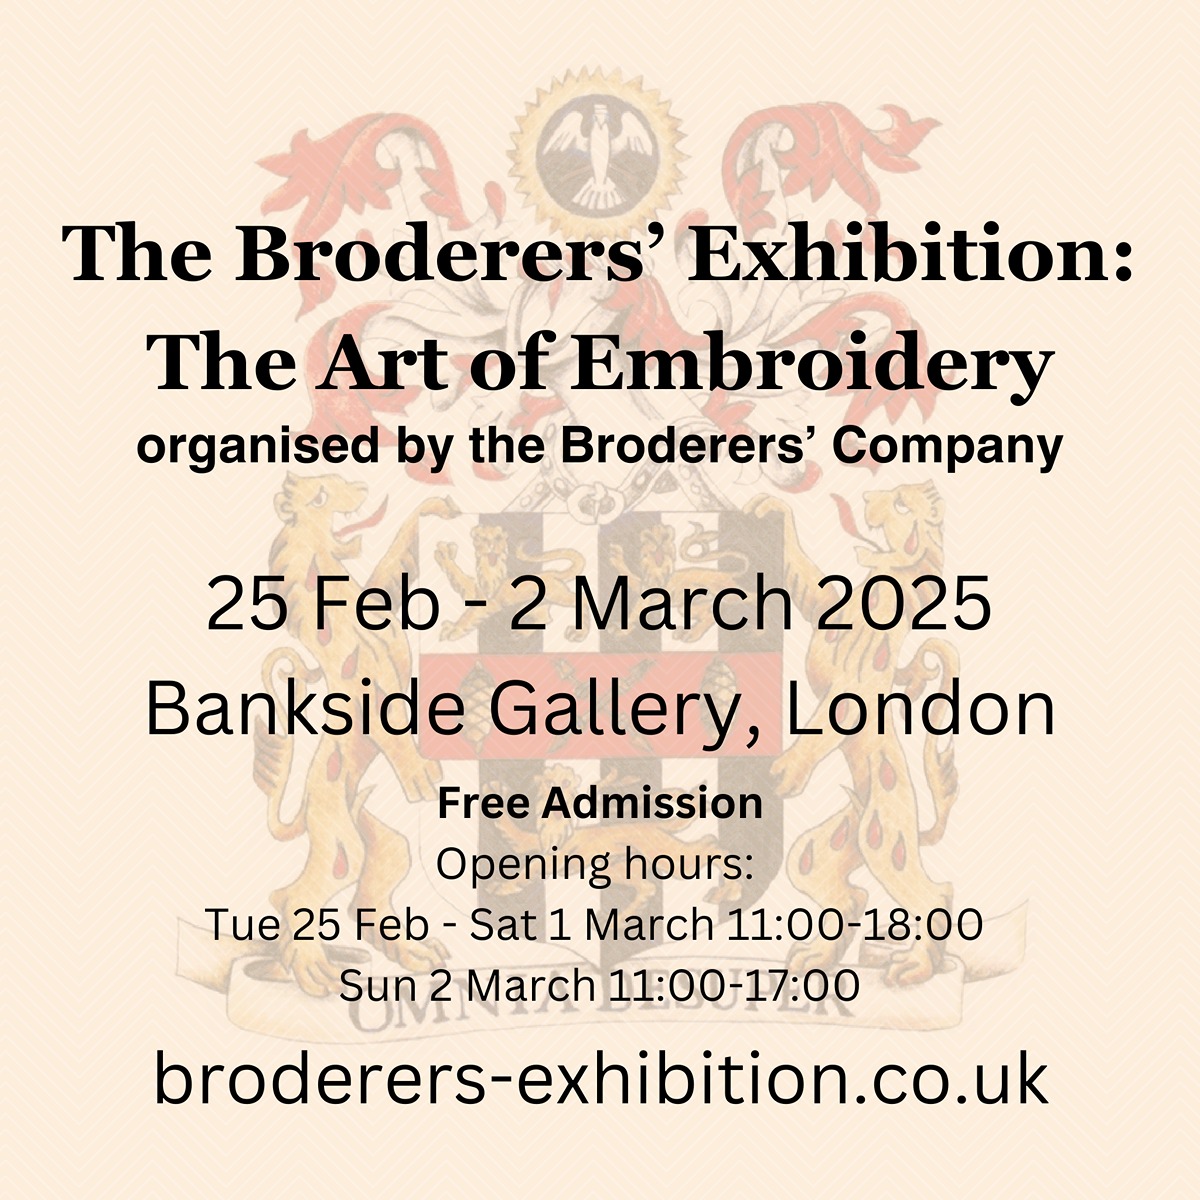 The Broderers’ Exhibition:
The Art of Embroidery
organised by the Broderers’ Company
25 Feb - 2 March 2025
Bankside Gallery, London
Free Admission
Opening hours:
Tue 25 Feb - Sat 1 March 11:00-18:00
Sun 2 March 11:00-17:00
OMNIA DESUPER
broderers-exhibition.co.uk